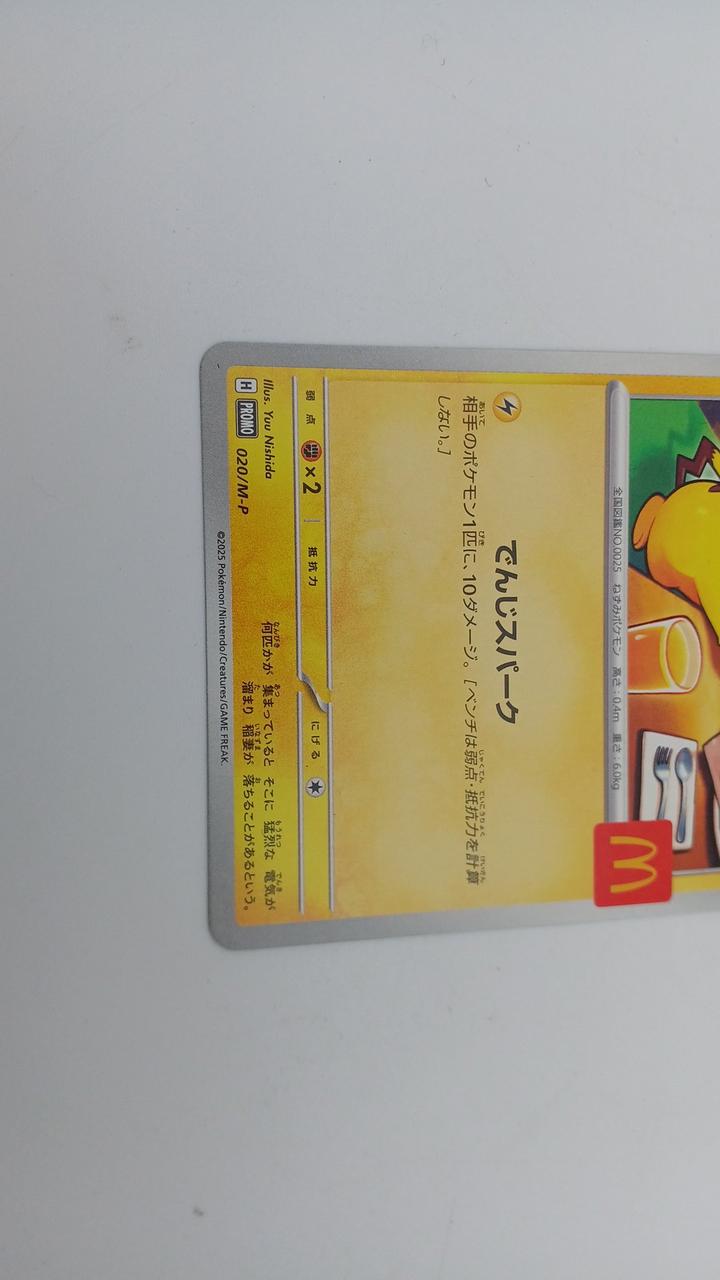 全国図鑑NO.0025 ねずみポケモン 高さ:0.4m 重さ:6.0kg
でんじスパーク
相手のポケモン1匹に、10ダメージ。[ベンチは弱点・抵抗力を計算
しない。]
弱点 ×2 抵抗力 にげる
Illus. Yuu Nishida
H PROMO 020/M-P
何匹かが 集まっていると そこに 猛烈な 電気が
溜まり 稲妻が 落ちることがあるという。
©2025 Pokémon/Nintendo/Creatures/GAME FREAK.